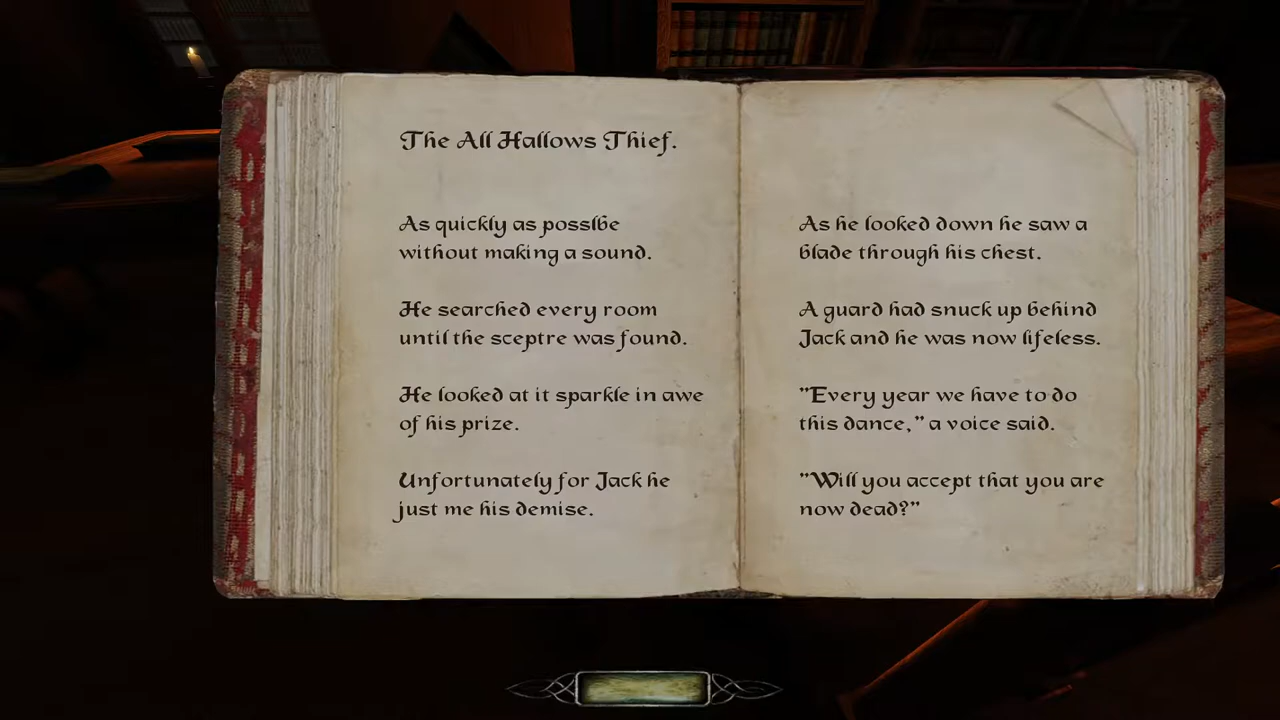 The All Hallows Thief.
As quickly as posslbe
without making a sound.
He searched every room
until the sceptre was found.
He looked at it sparkle in awe
of his prize.
Unfortunately for Jack he
just me his demise.
As he looked down he saw a
blade through his chest.
A guard had snuck up behind
Jack and he was now lifeless.
"Every year we have to do
this dance," a voice said.
"Will you accept that you are
now dead?"